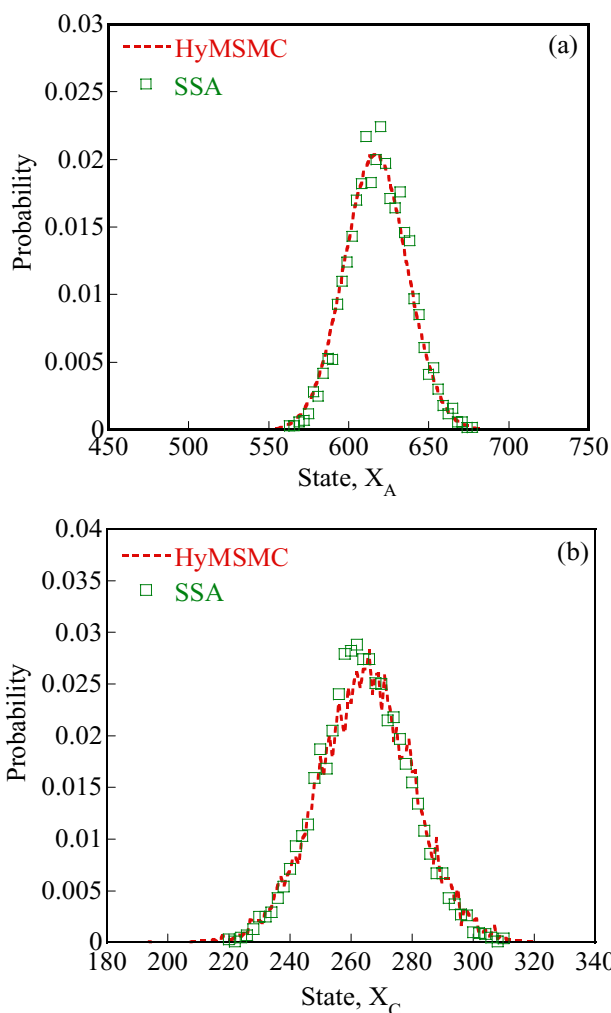 0.03
(a)
HyMSMC
0.025
SSA
0.02
0.015
0.01
0.005
0
Probability
450 500 550 600 650 700 750
State, X_A
0.04
(b)
HyMSMC
0.035
SSA
0.03
0.025
0.02
0.015
0.01
0.005
0
Probability
180 200 220 240 260 280 300 320 340
State, X_C